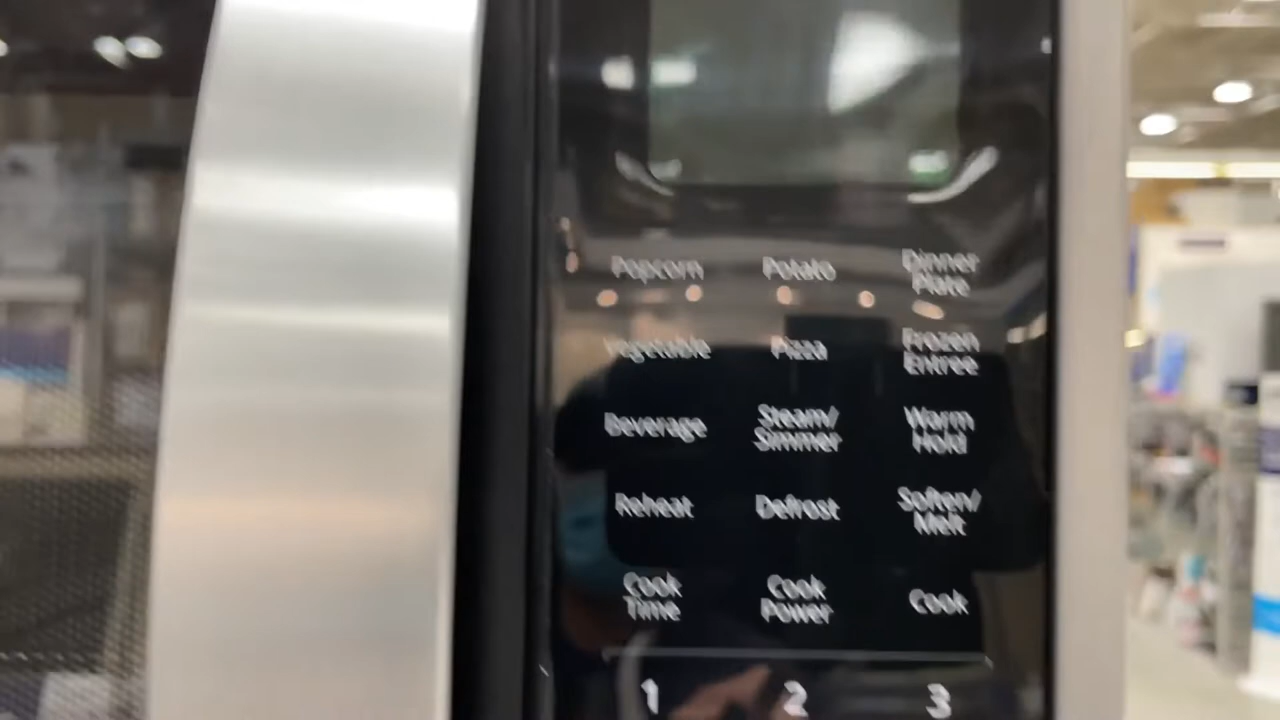 Popcorn Potato Dinner Plate
Vegetable Pizza Frozen Entree
Beverage Steam/ Simmer Warm Hold
Reheat Defrost Soften/ Melt
Cook Time Cook Power Cook
1 2 3